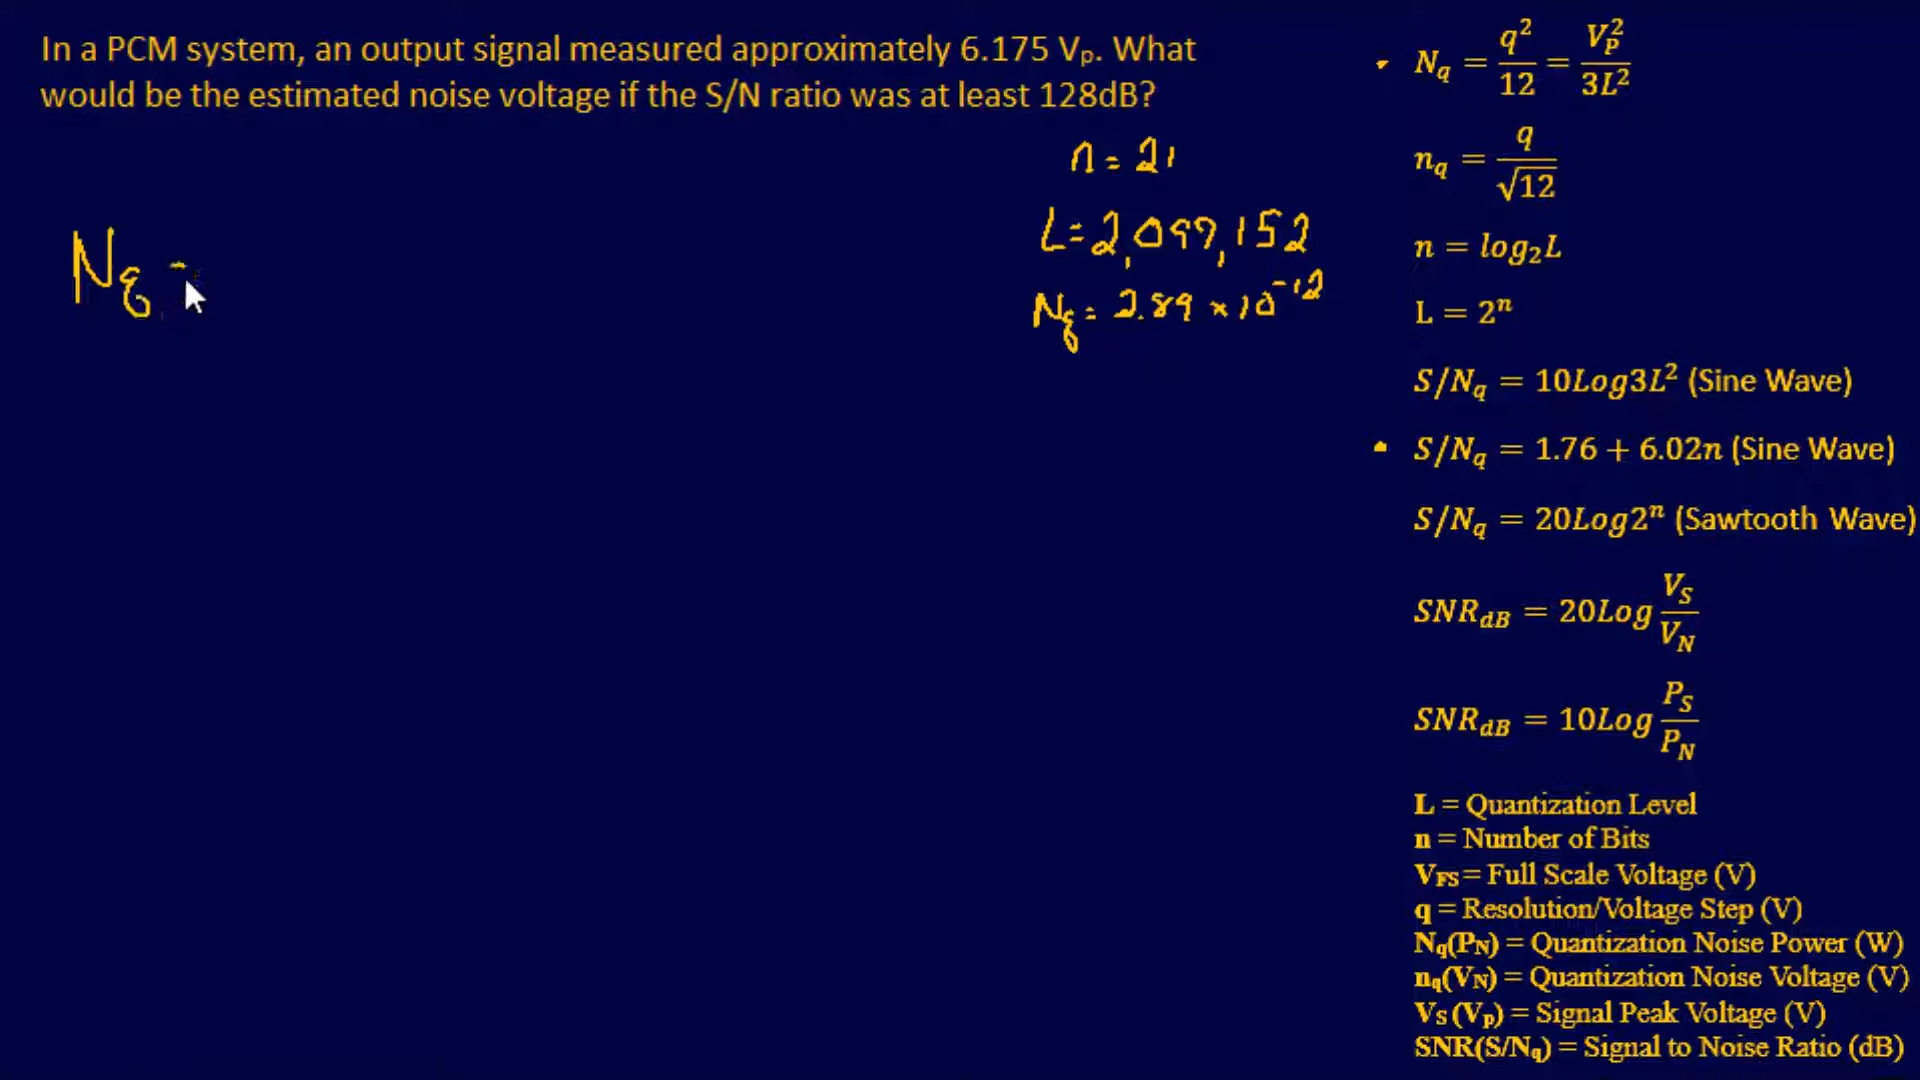 In a PCM system, an output signal measured approximately 6.175 Vₚ. What
would be the estimated noise voltage if the S/N ratio was at least 128dB?
n = 21
L = 2,097,152
Nq = 2.89 × 10⁻¹²
Nq =
Nq = q²/12 = Vₚ²/3L²
nq = q/√12
n = log₂L
L = 2ⁿ
S/Nq = 10Log3L² (Sine Wave)
S/Nq = 1.76 + 6.02n (Sine Wave)
S/Nq = 20Log2ⁿ (Sawtooth Wave)
SNRdB = 20Log VS/VN
SNRdB = 10Log PS/PN
L = Quantization Level
n = Number of Bits
VFS = Full Scale Voltage (V)
q = Resolution/Voltage Step (V)
Nq(PN) = Quantization Noise Power (W)
nq(VN) = Quantization Noise Voltage (V)
Vs (Vp) = Signal Peak Voltage (V)
SNR(S/Nq) = Signal to Noise Ratio (dB)